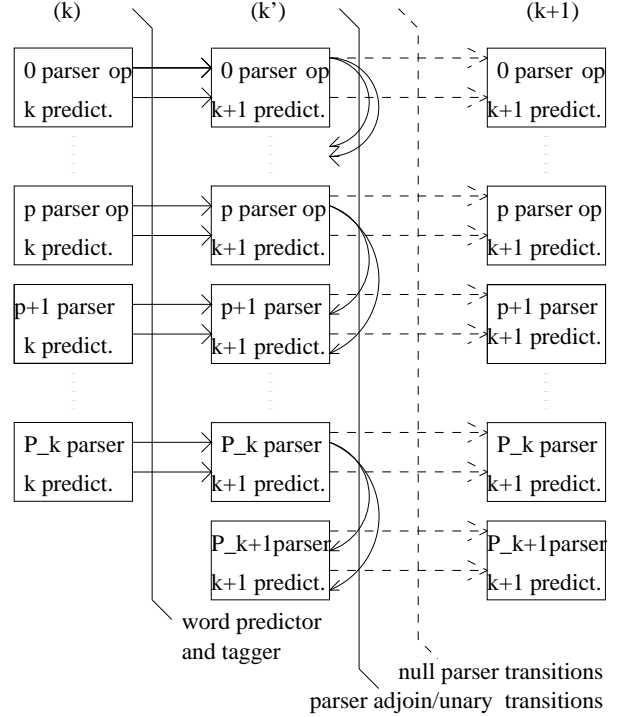 (k) (k') (k+1)
0 parser op 0 parser op 0 parser op
k predict. k+1 predict. k+1 predict.
p parser op p parser op p parser op
k predict. k+1 predict. k+1 predict.
p+1 parser p+1 parser p+1 parser
k predict. k+1 predict. k+1 predict.
P_k parser P_k parser P_k parser
k predict. k+1 predict. k+1 predict.
P_k+1parser P_k+1parser
k+1 predict. k+1 predict.
word predictor
and tagger
null parser transitions
parser adjoin/unary transitions